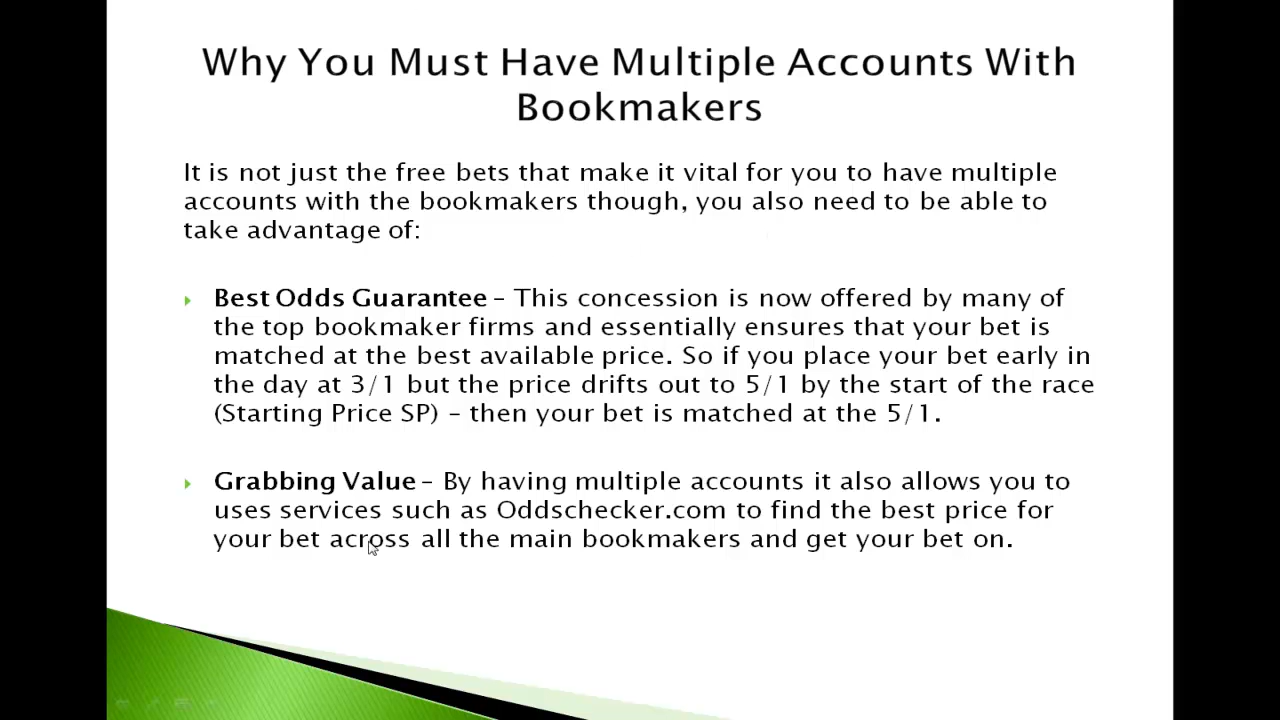 Why You Must Have Multiple Accounts With
Bookmakers
It is not just the free bets that make it vital for you to have multiple
accounts with the bookmakers though, you also need to be able to
take advantage of:
Best Odds Guarantee – This concession is now offered by many of
the top bookmaker firms and essentially ensures that your bet is
matched at the best available price. So if you place your bet early in
the day at 3/1 but the price drifts out to 5/1 by the start of the race
(Starting Price SP) – then your bet is matched at the 5/1.
Grabbing Value – By having multiple accounts it also allows you to
uses services such as Oddschecker.com to find the best price for
your bet across all the main bookmakers and get your bet on.